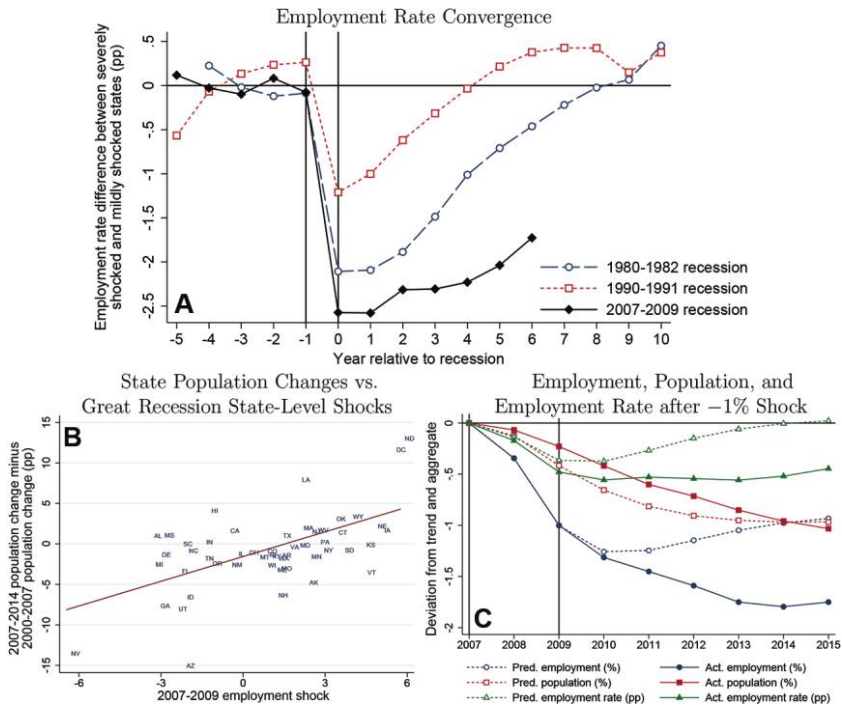 Employment Rate Convergence
Employment rate difference between severely
shocked and mildly shocked states (pp)
.5
0
-.5
-1
-1.5
-2
-2.5
A
1980-1982 recession
1990-1991 recession
2007-2009 recession
-5 -4 -3 -2 -1 0 1 2 3 4 5 6 7 8 9 10
Year relative to recession
State Population Changes vs.
Great Recession State-Level Shocks
B
2007-2014 population change minus
2000-2007 population change (pp)
15
10
5
0
-5
-10
-15
ND
DC
LA
HI
WY
OK
NE
IA
CA
MA
WV
CT
AL
MS
TX
SC
IN
NC
VA
MD
PA
NY
SD
KS
DE
IL
TN
MT
MN
MI
NM
WI
MO
VT
AK
NH
ID
GA
UT
NV
AZ
-6 -3 0 3 6
2007-2009 employment shock
Employment, Population, and
Employment Rate after −1% Shock
Deviation from trend and aggregate
0
-.5
-1
-1.5
-2
C
2007 2008 2009 2010 2011 2012 2013 2014 2015
Pred. employment (%) Act. employment (%)
Pred. population (%) Act. population (%)
Pred. employment rate (pp) Act. employment rate (pp)